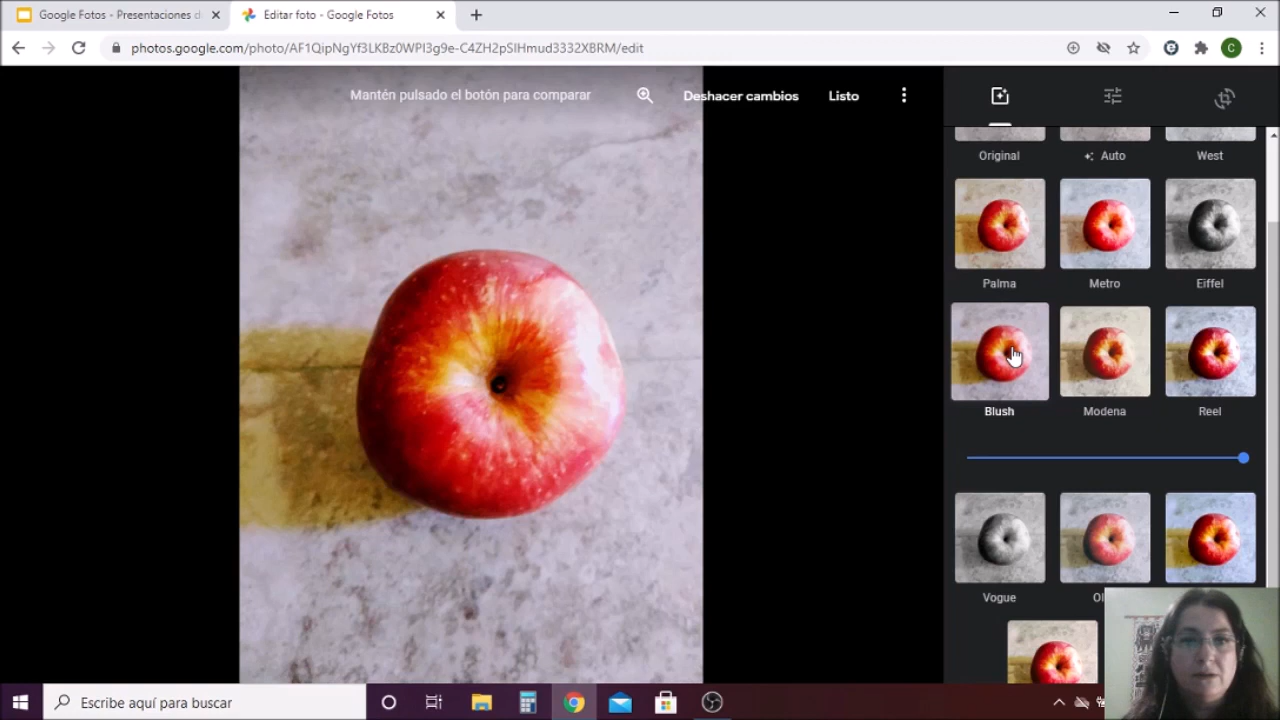 Google Fotos - Presentaciones d
Editar foto - Google Fotos
photos.google.com/photo/AF1QipNgYf3LKBz0WPI3g9e-C4ZH2pSIHmud3332XBRM/edit
C
Mantén pulsado el botón para comparar
Deshacer cambios
Listo
Original
Auto
West
Palma
Metro
Eiffel
Blush
Modena
Reel
Vogue
Escribe aquí para buscar